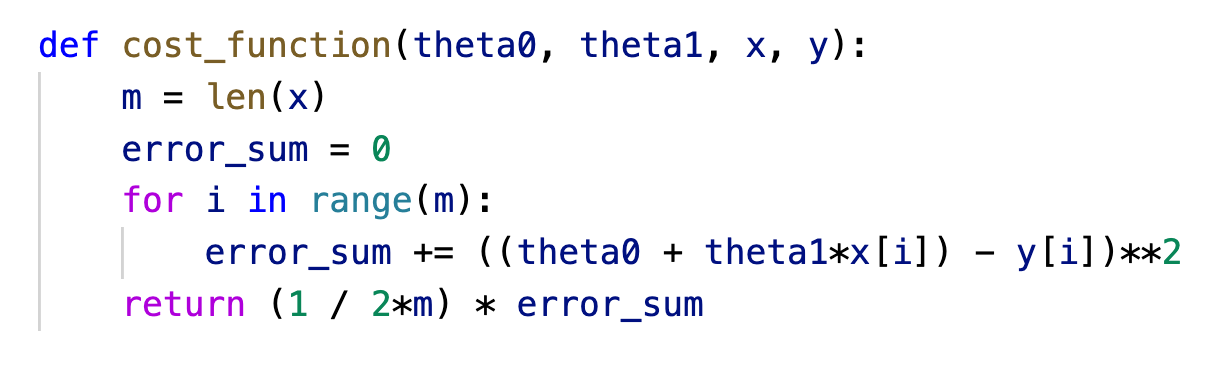 def cost_function(theta0, theta1, x, y):
    m = len(x)
    error_sum = 0
    for i in range(m):
        error_sum += ((theta0 + theta1*x[i]) - y[i])**2
    return (1 / 2*m) * error_sum